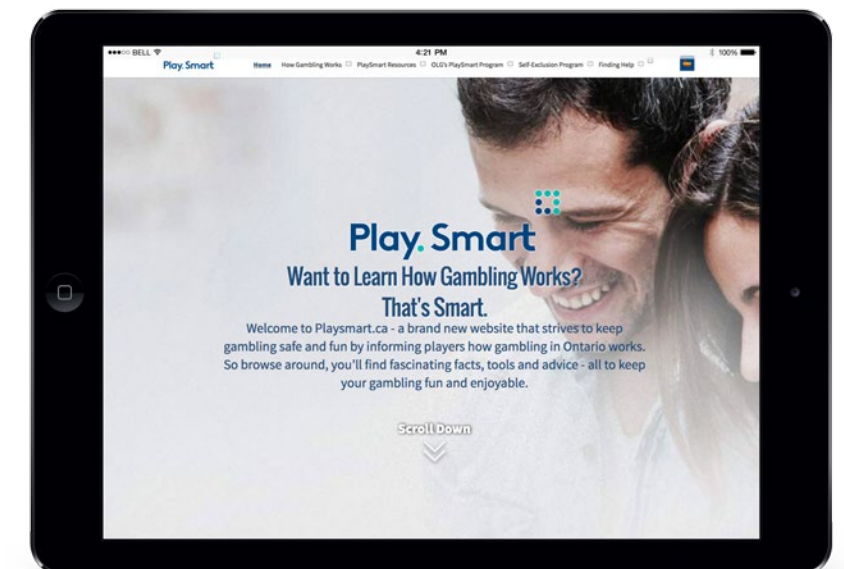 ●●●○○ BELL 4:21 PM 100%
Play. Smart Home How Gambling Works PlaySmart Resources OLG's PlaySmart Program Self-Exclusion Program Finding Help
Play. Smart
Want to Learn How Gambling Works?
That's Smart.
Welcome to Playsmart.ca - a brand new website that strives to keep
gambling safe and fun by informing players how gambling in Ontario works.
So browse around, you'll find fascinating facts, tools and advice - all to keep
your gambling fun and enjoyable.
Scroll Down